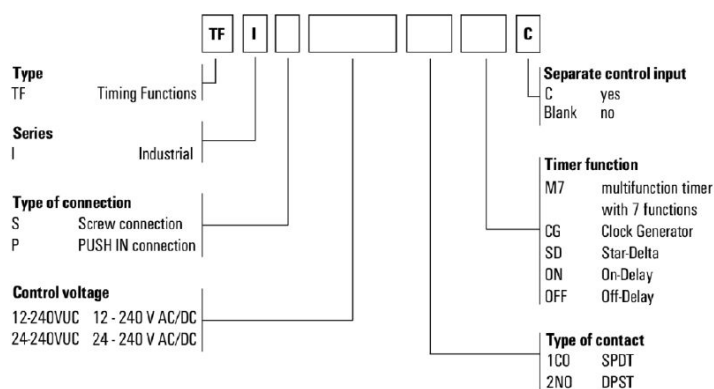 TF I C
Type
TF Timing Functions
Series
I Industrial
Type of connection
S Screw connection
P PUSH IN connection
Control voltage
12-240VUC 12 - 240 V AC/DC
24-240VUC 24 - 240 V AC/DC
Separate control input
C yes
Blank no
Timer function
M7 multifunction timer
with 7 functions
CG Clock Generator
SD Star-Delta
ON On-Delay
OFF Off-Delay
Type of contact
1CO SPDT
2NO DPST